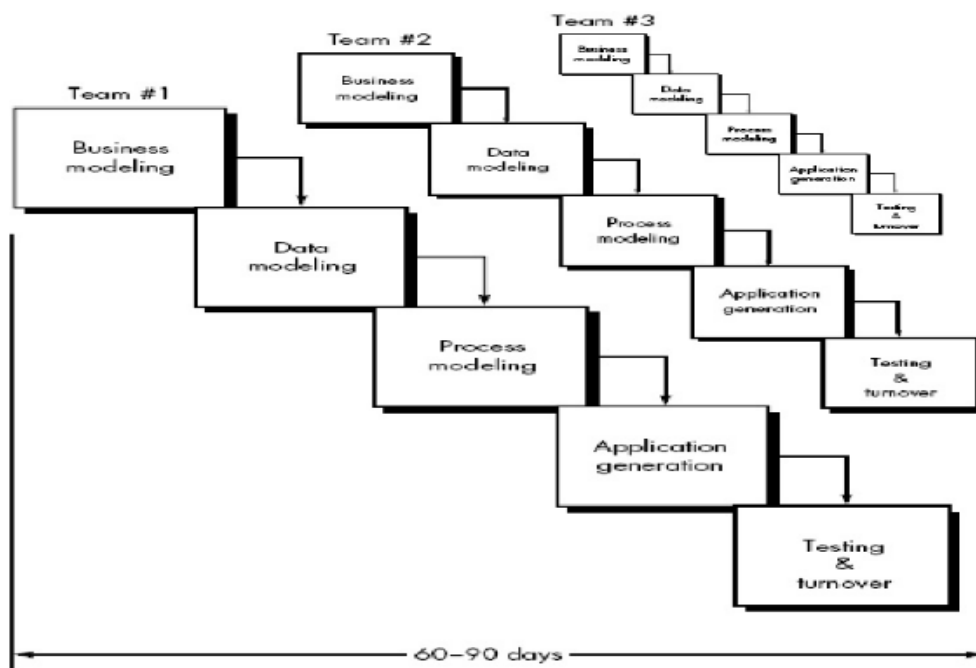 Team #1
Business
modeling
Data
modeling
Process
modeling
Application
generation
Testing
&
turnover
Team #2
Business
modeling
Data
modeling
Process
modeling
Application
generation
Testing
&
turnover
Team #3
Business
modeling
Data
modeling
Process
modeling
Application
generation
Testing
&
turnover
60–90 days